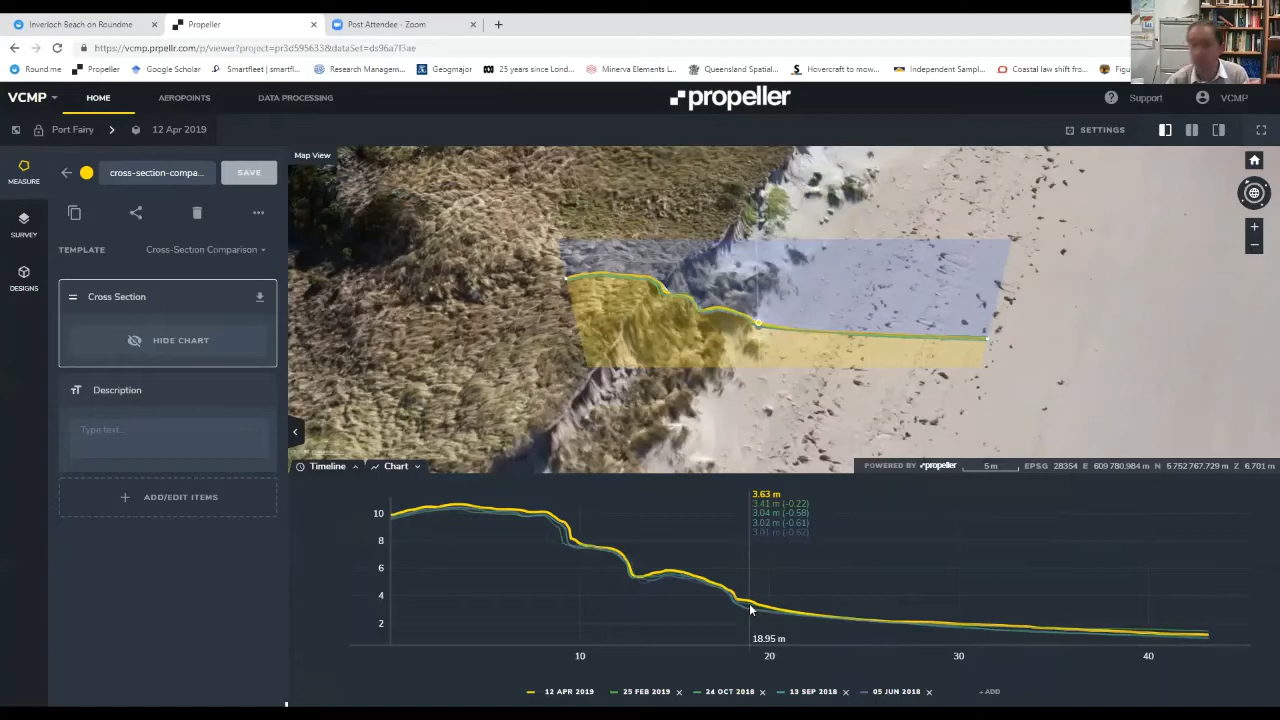 Inverloch Beach on Roundme
Propeller
Post Attendee - Zoom
https://vcmp.prpellr.com/p/viewer?project=pr3d595633&dataSet=ds96a7f3ae
Round.me
Propeller
Google Scholar
Smartfleet | smartfl...
Research Managem...
Geogmajor
25 years since Lond...
Minerva Elements L...
Queensland Spatial...
Hovercraft to mow...
Independent Sampl...
Coastal law shift fro...
Figu
VCMP
HOME
AEROPOINTS
DATA PROCESSING
propeller
Support
VCMP
Port Fairy
12 Apr 2019
SETTINGS
MEASURE
cross-section-compa...
SAVE
Map View
SURVEY
TEMPLATE
Cross-Section Comparison
DESIGNS
Cross Section
HIDE CHART
Description
Type text...
ADD/EDIT ITEMS
Timeline
Chart
POWERED BY propeller
5 m
EPSG 28354 E 609 780.984 m N 5 752 767.729 m Z 6.701 m
3.63 m
3.41 m (-0.22)
3.04 m (-0.58)
3.02 m (-0.61)
3.01 m (-0.62)
10
8
6
4
2
18.95 m
10
20
30
40
12 APR 2019
25 FEB 2019
24 OCT 2018
13 SEP 2018
05 JUN 2018
+ ADD